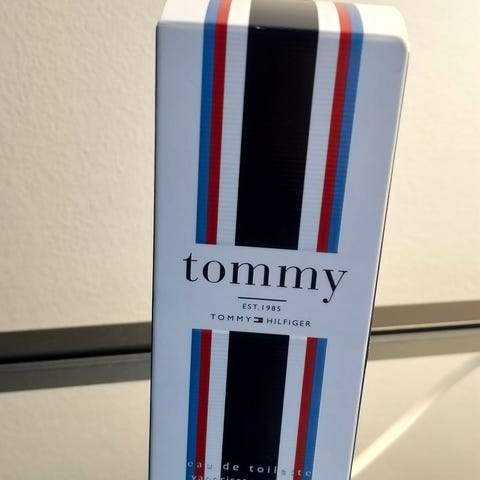 tommy
EST.1985
TOMMY HILFIGER
eau de toilette